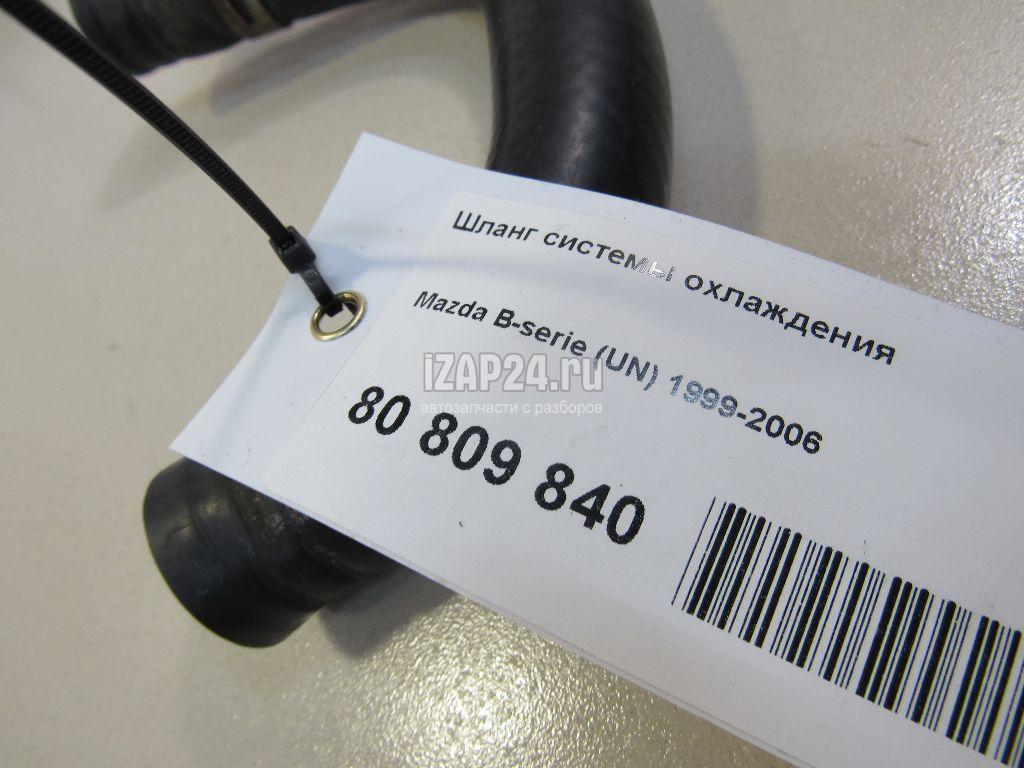 Шланг системы охлаждения
Mazda B-serie (UN) 1999-2006
iZAP24.ru
автозапчасти с разборов
80 809 840